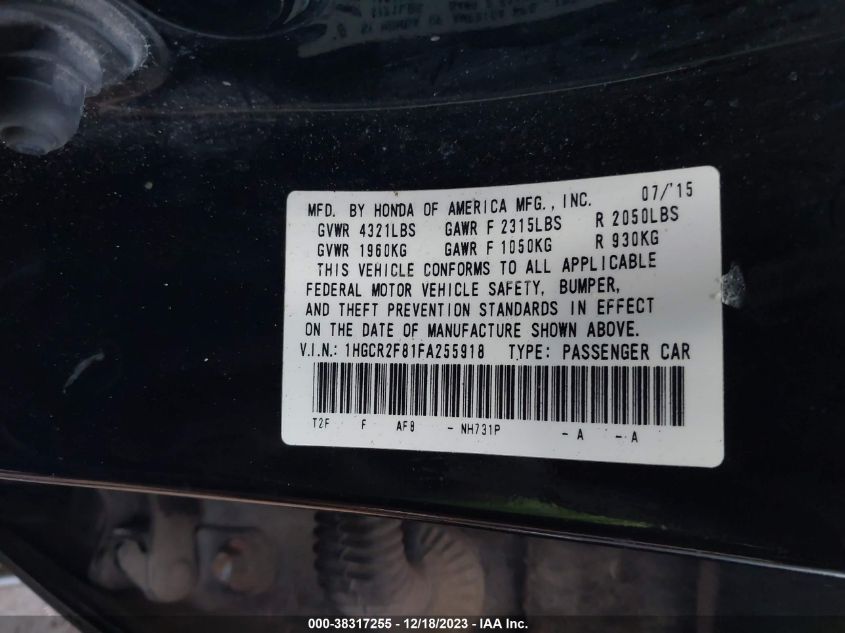 MFD. BY HONDA OF AMERICA MFG., INC. 07/'15
GVWR 4321LBS GAWR F 2315LBS R 2050LBS
GVWR 1960KG GAWR F 1050KG R 930KG
THIS VEHICLE CONFORMS TO ALL APPLICABLE
FEDERAL MOTOR VEHICLE SAFETY, BUMPER,
AND THEFT PREVENTION STANDARDS IN EFFECT
ON THE DATE OF MANUFACTURE SHOWN ABOVE.
V.I.N.: 1HGCR2F81FA255918 TYPE: PASSENGER CAR
T2F F AF8 - NH731P - A - A
000-38317255 - 12/18/2023 - IAA Inc.